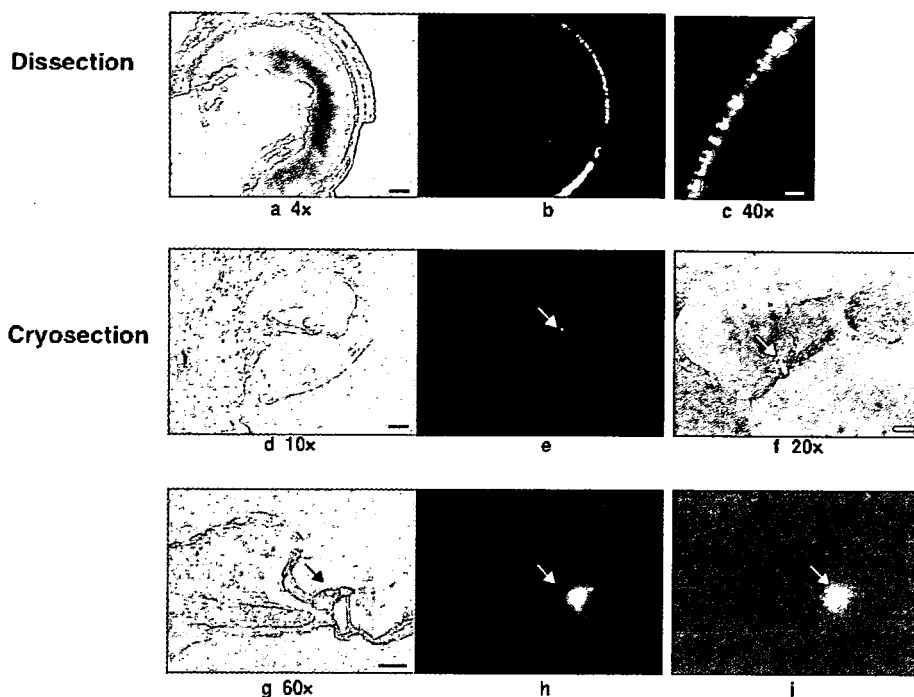 Dissection
a 4x
b
c 40x
Cryosection
d 10x
e
f 20x
g 60x
h
i